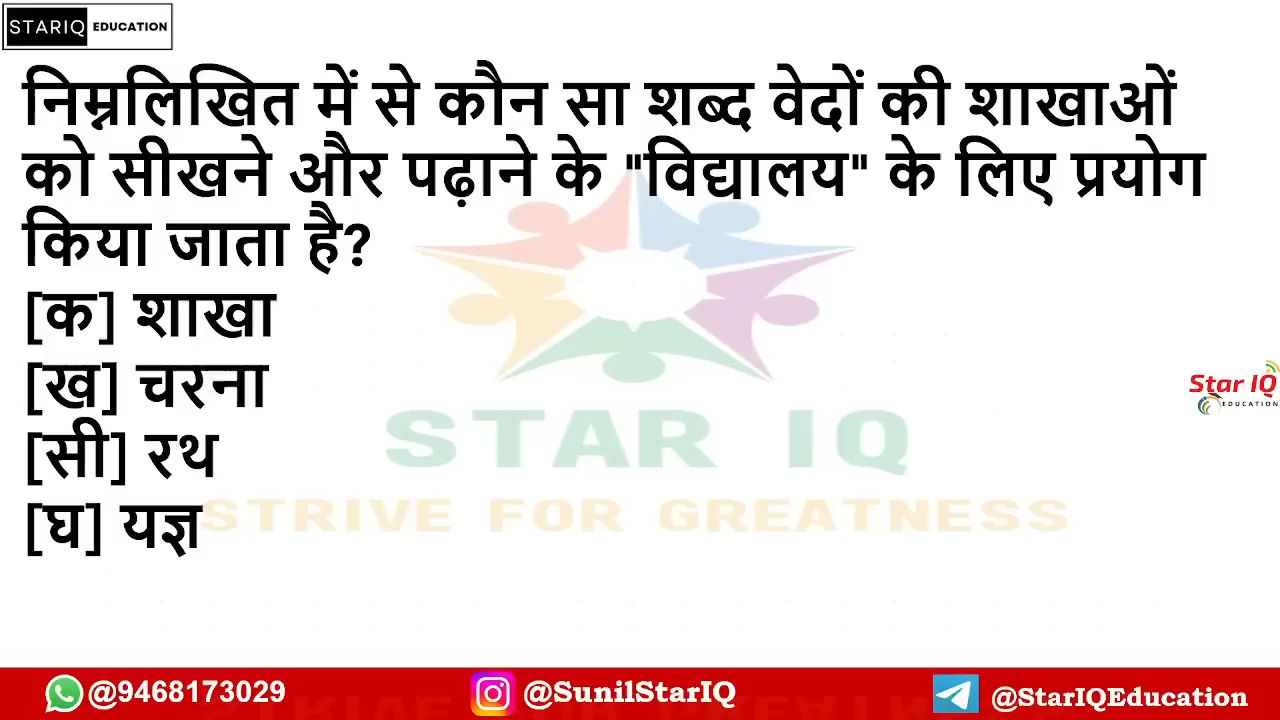 STARIQ EDUCATION
निम्नलिखित में से कौन सा शब्द वेदों की शाखाओं
को सीखने और पढ़ाने के "विद्यालय" के लिए प्रयोग
किया जाता है?
[क] शाखा
[ख] चरना
[सी] रथ
[घ] यज्ञ
STAR IQ
STRIVE FOR GREATNESS
Star IQ
EDUCATION
@9468173029 @SunilStarIQ @StarIQEducation